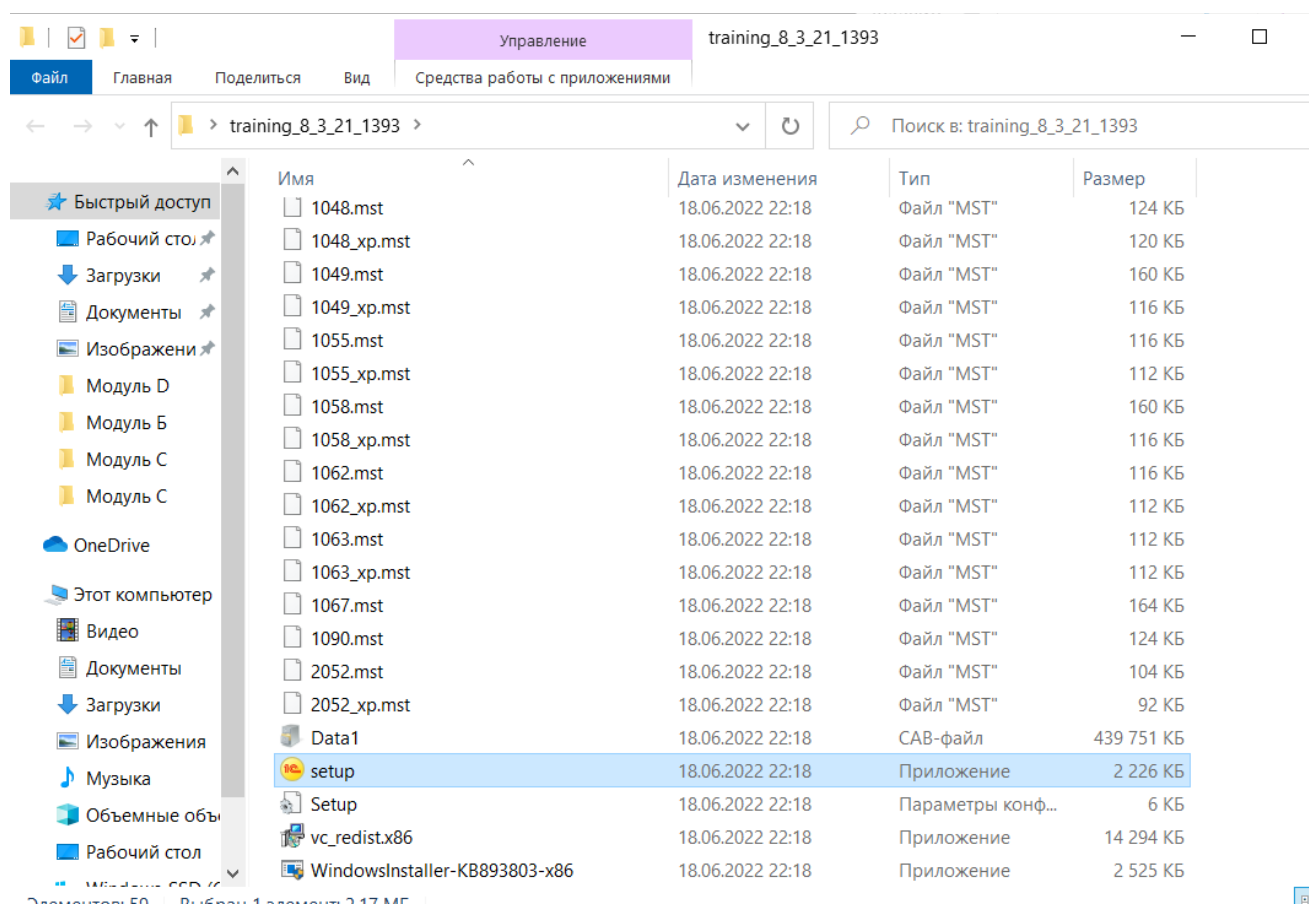 Управление
training_8_3_21_1393
Файл Главная Поделиться Вид Средства работы с приложениями
training_8_3_21_1393
Поиск в: training_8_3_21_1393
Имя Дата изменения Тип Размер
Быстрый доступ
Рабочий сто
Загрузки
Документы
Изображени
Модуль D
Модуль Б
Модуль С
Модуль С
OneDrive
Этот компьютер
Видео
Документы
Загрузки
Изображения
Музыка
Объемные объ
Рабочий стол
1048.mst 18.06.2022 22:18 Файл "MST" 124 КБ
1048_xp.mst 18.06.2022 22:18 Файл "MST" 120 КБ
1049.mst 18.06.2022 22:18 Файл "MST" 160 КБ
1049_xp.mst 18.06.2022 22:18 Файл "MST" 116 КБ
1055.mst 18.06.2022 22:18 Файл "MST" 116 КБ
1055_xp.mst 18.06.2022 22:18 Файл "MST" 112 КБ
1058.mst 18.06.2022 22:18 Файл "MST" 160 КБ
1058_xp.mst 18.06.2022 22:18 Файл "MST" 116 КБ
1062.mst 18.06.2022 22:18 Файл "MST" 116 КБ
1062_xp.mst 18.06.2022 22:18 Файл "MST" 112 КБ
1063.mst 18.06.2022 22:18 Файл "MST" 112 КБ
1063_xp.mst 18.06.2022 22:18 Файл "MST" 112 КБ
1067.mst 18.06.2022 22:18 Файл "MST" 164 КБ
1090.mst 18.06.2022 22:18 Файл "MST" 124 КБ
2052.mst 18.06.2022 22:18 Файл "MST" 104 КБ
2052_xp.mst 18.06.2022 22:18 Файл "MST" 92 КБ
Data1 18.06.2022 22:18 CAB-файл 439 751 КБ
setup 18.06.2022 22:18 Приложение 2 226 КБ
Setup 18.06.2022 22:18 Параметры конф... 6 КБ
vc_redist.x86 18.06.2022 22:18 Приложение 14 294 КБ
WindowsInstaller-KB893803-x86 18.06.2022 22:18 Приложение 2 525 КБ